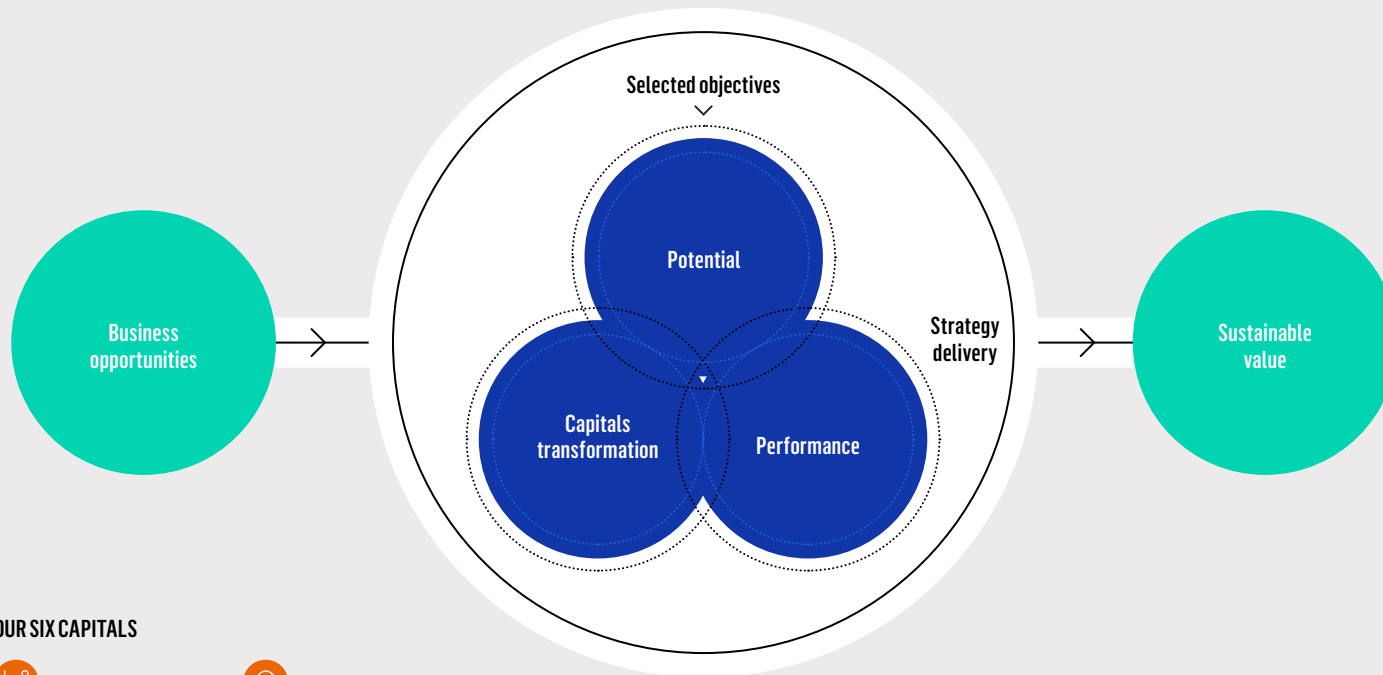 Selected objectives
Potential
Business
opportunities
Strategy
delivery
Sustainable
value
Capitals
transformation
Performance
OUR SIX CAPITALS